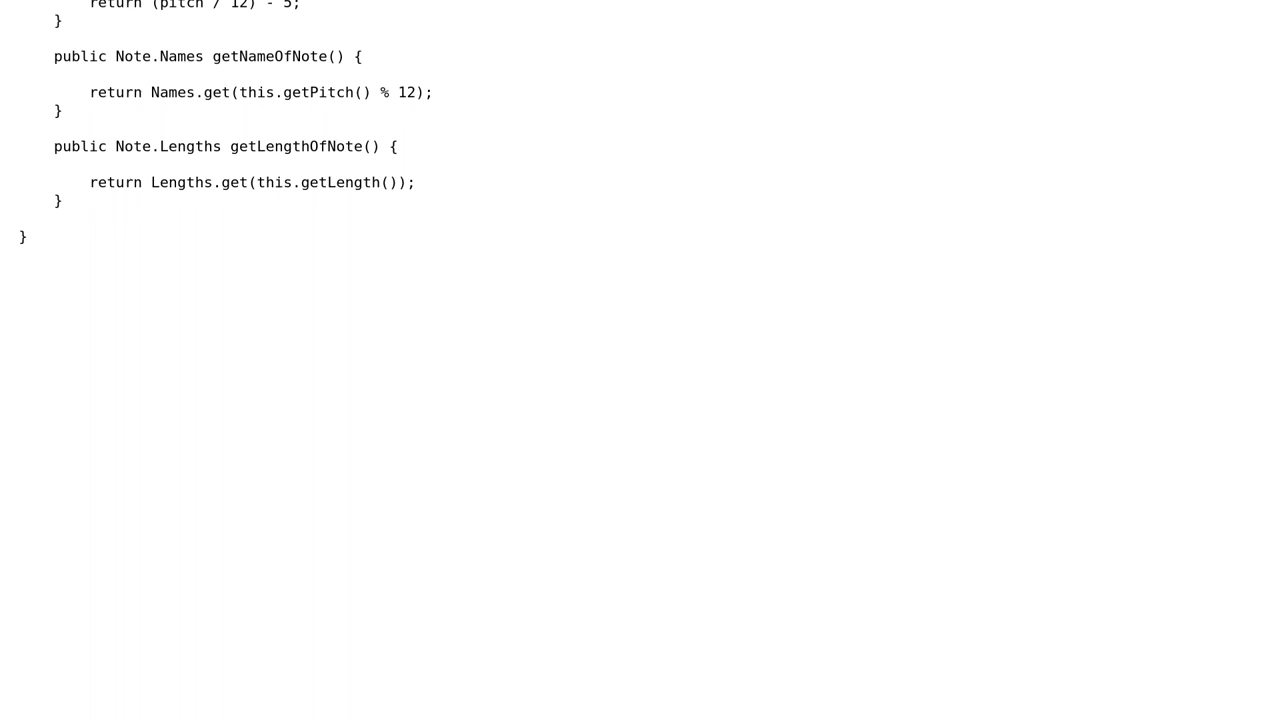 return (pitch / 12) - 5;
}
public Note.Names getNameOfNote() {
return Names.get(this.getPitch() % 12);
}
public Note.Lengths getLengthOfNote() {
return Lengths.get(this.getLength());
}
}